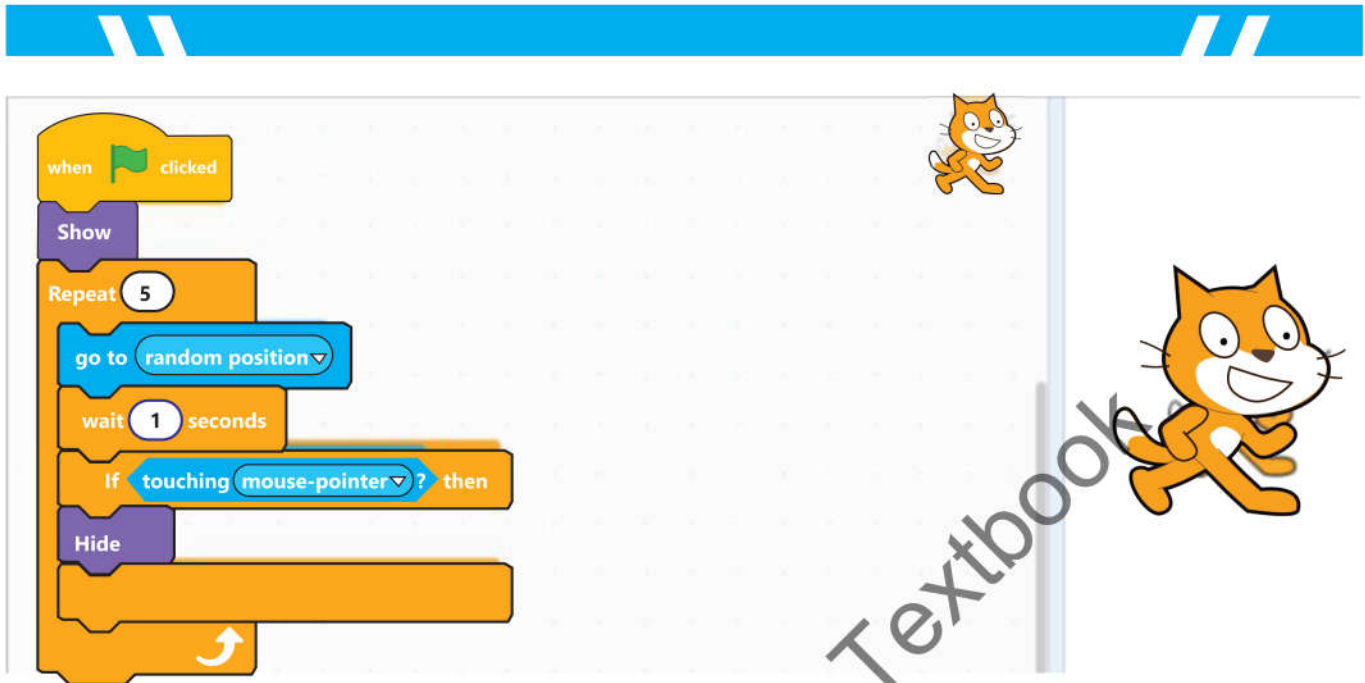 when clicked
Show
Repeat 5
go to random position
wait 1 seconds
If touching mouse-pointer ? then
Hide
Textbook